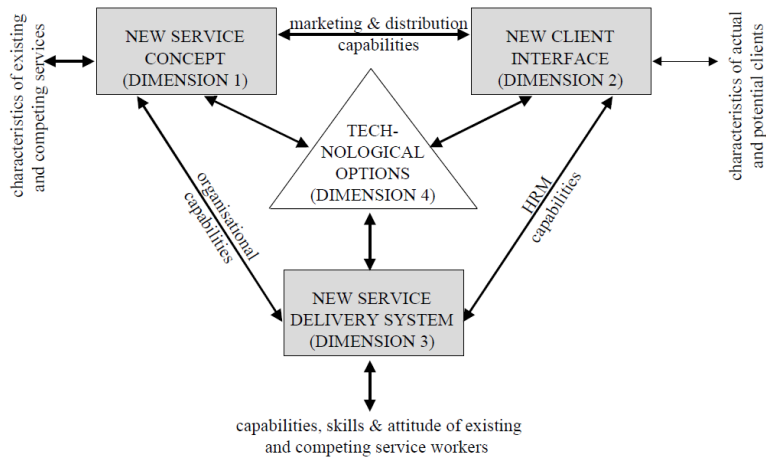 NEW SERVICE
CONCEPT
(DIMENSION 1)
marketing & distribution
capabilities
NEW CLIENT
INTERFACE
(DIMENSION 2)
characteristics of existing
and competing services
characteristics of actual
and potential clients
TECH-
NOLOGICAL
OPTIONS
(DIMENSION 4)
organisational
capabilities
HRM
capabilities
NEW SERVICE
DELIVERY SYSTEM
(DIMENSION 3)
capabilities, skills & attitude of existing
and competing service workers